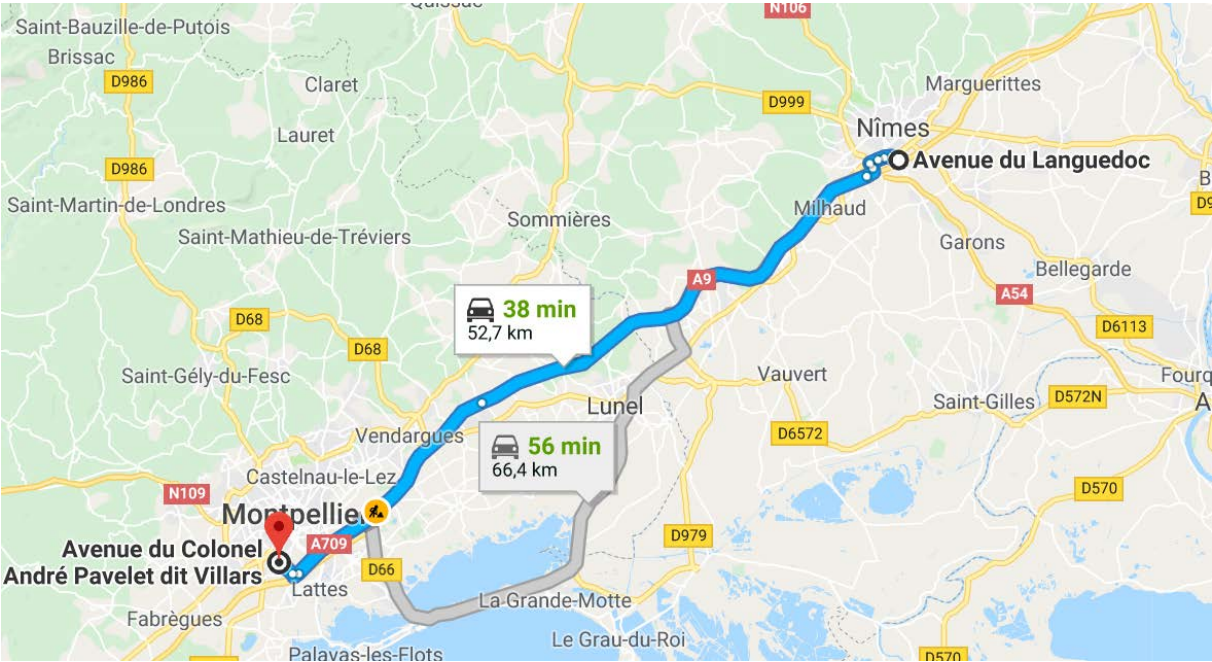 Quissac
N106
Saint-Bauzille-de-Putois
Brissac
D986
Claret
Marguerittes
D999
Nîmes
Lauret
Avenue du Languedoc
D986
Saint-Martin-de-Londres
Sommières
Milhaud
Saint-Mathieu-de-Tréviers
Garons
Bellegarde
A9
A54
38 min
52,7 km
D68
D68
D6113
Saint-Gély-du-Fesc
Vauvert
Lunel
Saint-Gilles
D572N
Vendargues
D6572
56 min
66,4 km
Castelnau-le-Lez
N109
D570
Montpellier
D979
A709
Avenue du Colonel
André Pavelet dit Villars
D66
Lattes
La Grande-Motte
Fabrègues
Le Grau-du-Roi
Palavas-les-Flots
D570